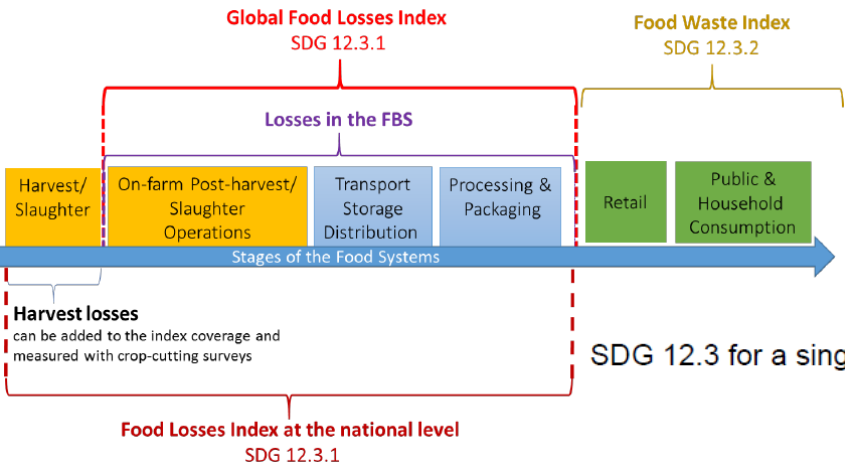 Global Food Losses Index
SDG 12.3.1
Food Waste Index
SDG 12.3.2
Losses in the FBS
Harvest/
Slaughter
On-farm Post-harvest/
Slaughter
Operations
Transport
Storage
Distribution
Processing &
Packaging
Retail
Public &
Household
Consumption
Stages of the Food Systems
Harvest losses
can be added to the index coverage and
measured with crop-cutting surveys
SDG 12.3 for a sing
Food Losses Index at the national level
SDG 12.3.1